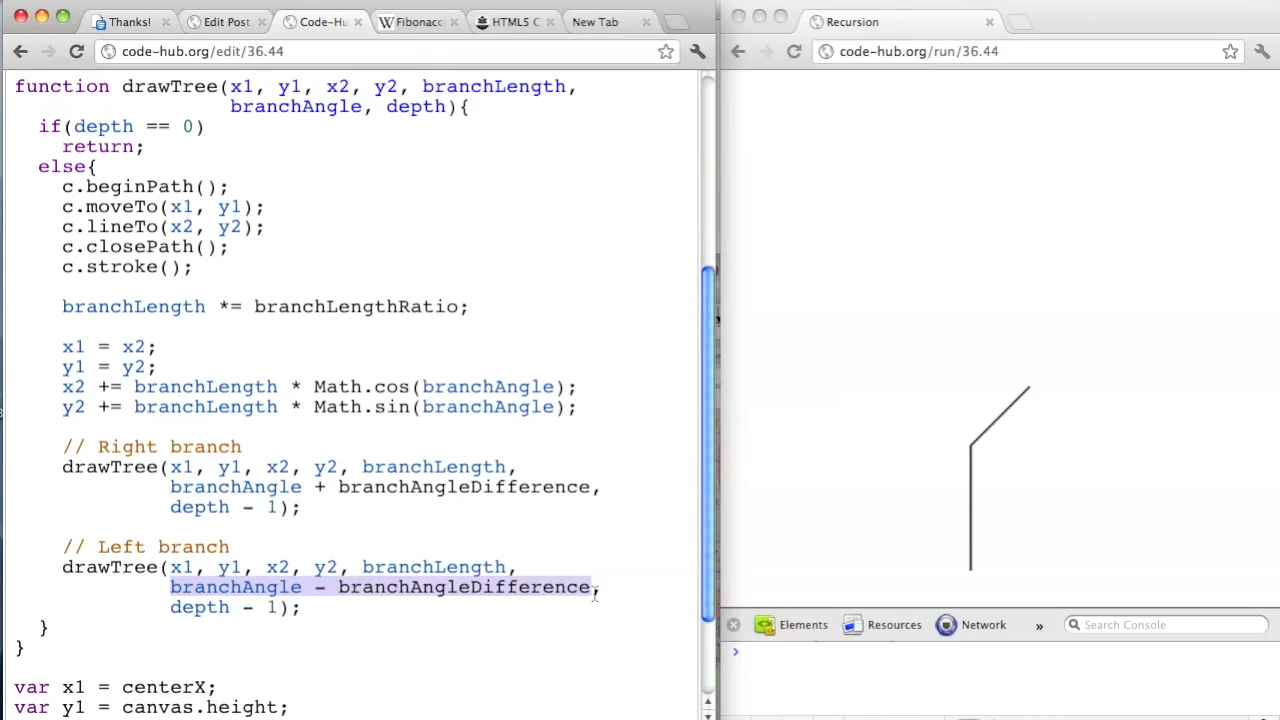 Thanks!
Edit Post
Code-Hu
Fibonacc
HTML5 C
New Tab
code-hub.org/edit/36.44
function drawTree(x1, y1, x2, y2, branchLength,
branchAngle, depth){
if(depth == 0)
return;
else{
c.beginPath();
c.moveTo(x1, y1);
c.lineTo(x2, y2);
c.closePath();
c.stroke();
branchLength *= branchLengthRatio;
x1 = x2;
y1 = y2;
x2 += branchLength * Math.cos(branchAngle);
y2 += branchLength * Math.sin(branchAngle);
// Right branch
drawTree(x1, y1, x2, y2, branchLength,
branchAngle + branchAngleDifference,
depth - 1);
// Left branch
drawTree(x1, y1, x2, y2, branchLength,
branchAngle - branchAngleDifference,
depth - 1);
}
}
var x1 = centerX;
var y1 = canvas.height;
Recursion
code-hub.org/run/36.44
Elements
Resources
Network
»
Search Console